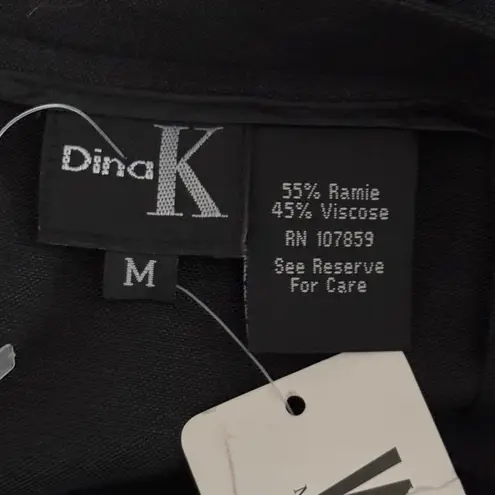 Dina K
M
55% Ramie
45% Viscose
RN 107859
See Reserve
For Care